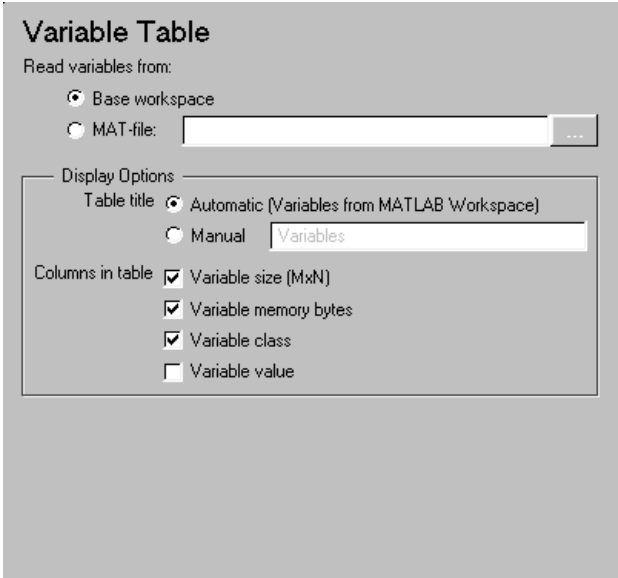 Variable Table
Read variables from:
Base workspace
MAT-file:
...
Display Options
Table title
Automatic (Variables from MATLAB Workspace)
Manual
Variables
Columns in table
Variable size (MxN)
Variable memory bytes
Variable class
Variable value